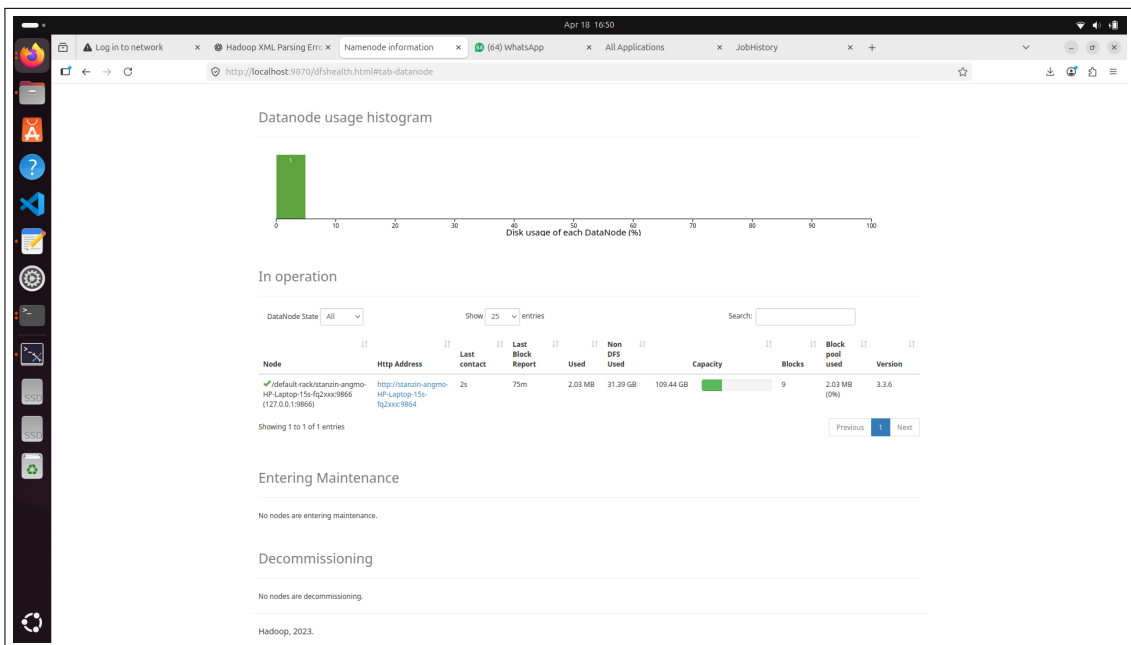 Apr 18 16:50
Log in to network
Hadoop XML Parsing Erro
Namenode information
(64) WhatsApp
All Applications
JobHistory
http://localhost:9870/dfshealth.html#tab-datanode
Datanode usage histogram
1
0 10 20 30 40 50 60 70 80 90 100
Disk usage of each DataNode (%)
In operation
DataNode State All Show 25 entries Search:
Node Http Address Last contact Last Block Report Used Non DFS Used Capacity Blocks Block pool used Version
/default-rack/stanzin-angmo- http://stanzin-angmo- 2s 75m 2.03 MB 31.39 GB 109.44 GB 9 2.03 MB 3.3.6
HP-Laptop-15s-fq2xxx:9866 HP-Laptop-15s- (0%)
(127.0.0.1:9866) fq2xxx:9864
Showing 1 to 1 of 1 entries Previous 1 Next
Entering Maintenance
No nodes are entering maintenance.
Decommissioning
No nodes are decommissioning.
Hadoop, 2023.
SSD
SSD